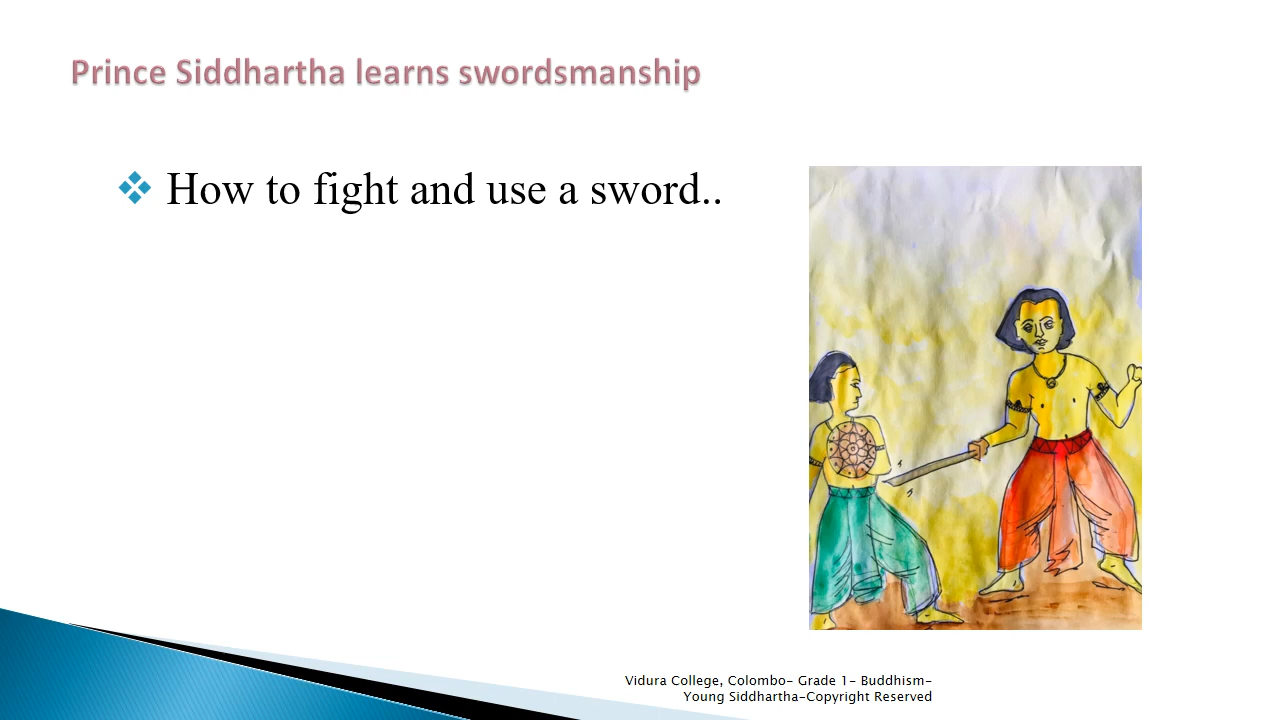 Prince Siddhartha learns swordsmanship
How to fight and use a sword..
Vidura College, Colombo- Grade 1- Buddhism-
Young Siddhartha-Copyright Reserved